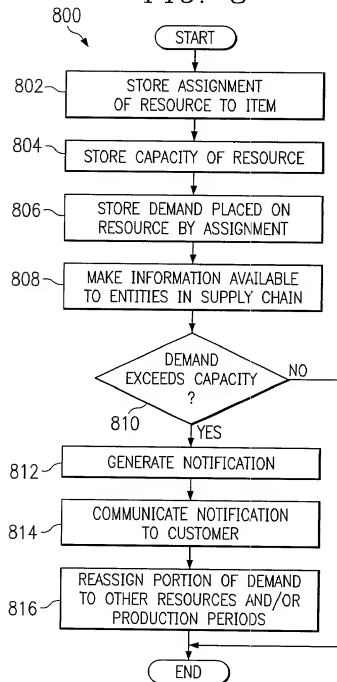 800
START
802
STORE ASSIGNMENT
OF RESOURCE TO ITEM
804
STORE CAPACITY OF RESOURCE
806
STORE DEMAND PLACED ON
RESOURCE BY ASSIGNMENT
808
MAKE INFORMATION AVAILABLE
TO ENTITIES IN SUPPLY CHAIN
DEMAND
EXCEEDS CAPACITY
?
NO
810
YES
812
GENERATE NOTIFICATION
814
COMMUNICATE NOTIFICATION
TO CUSTOMER
816
REASSIGN PORTION OF DEMAND
TO OTHER RESOURCES AND/OR
PRODUCTION PERIODS
END